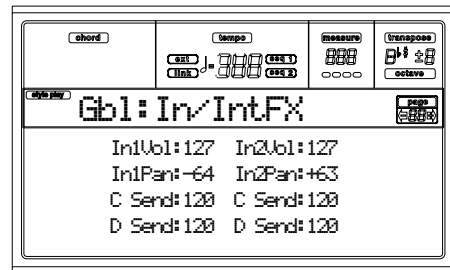 chord tempo measure transpose
ext seq 1
link seq 2
octave
style play
Gbl:In/IntFX page
In1Vol:127 In2Vol:127
In1Pan:-64 In2Pan:+63
C Send:120 C Send:120
D Send:120 D Send:120